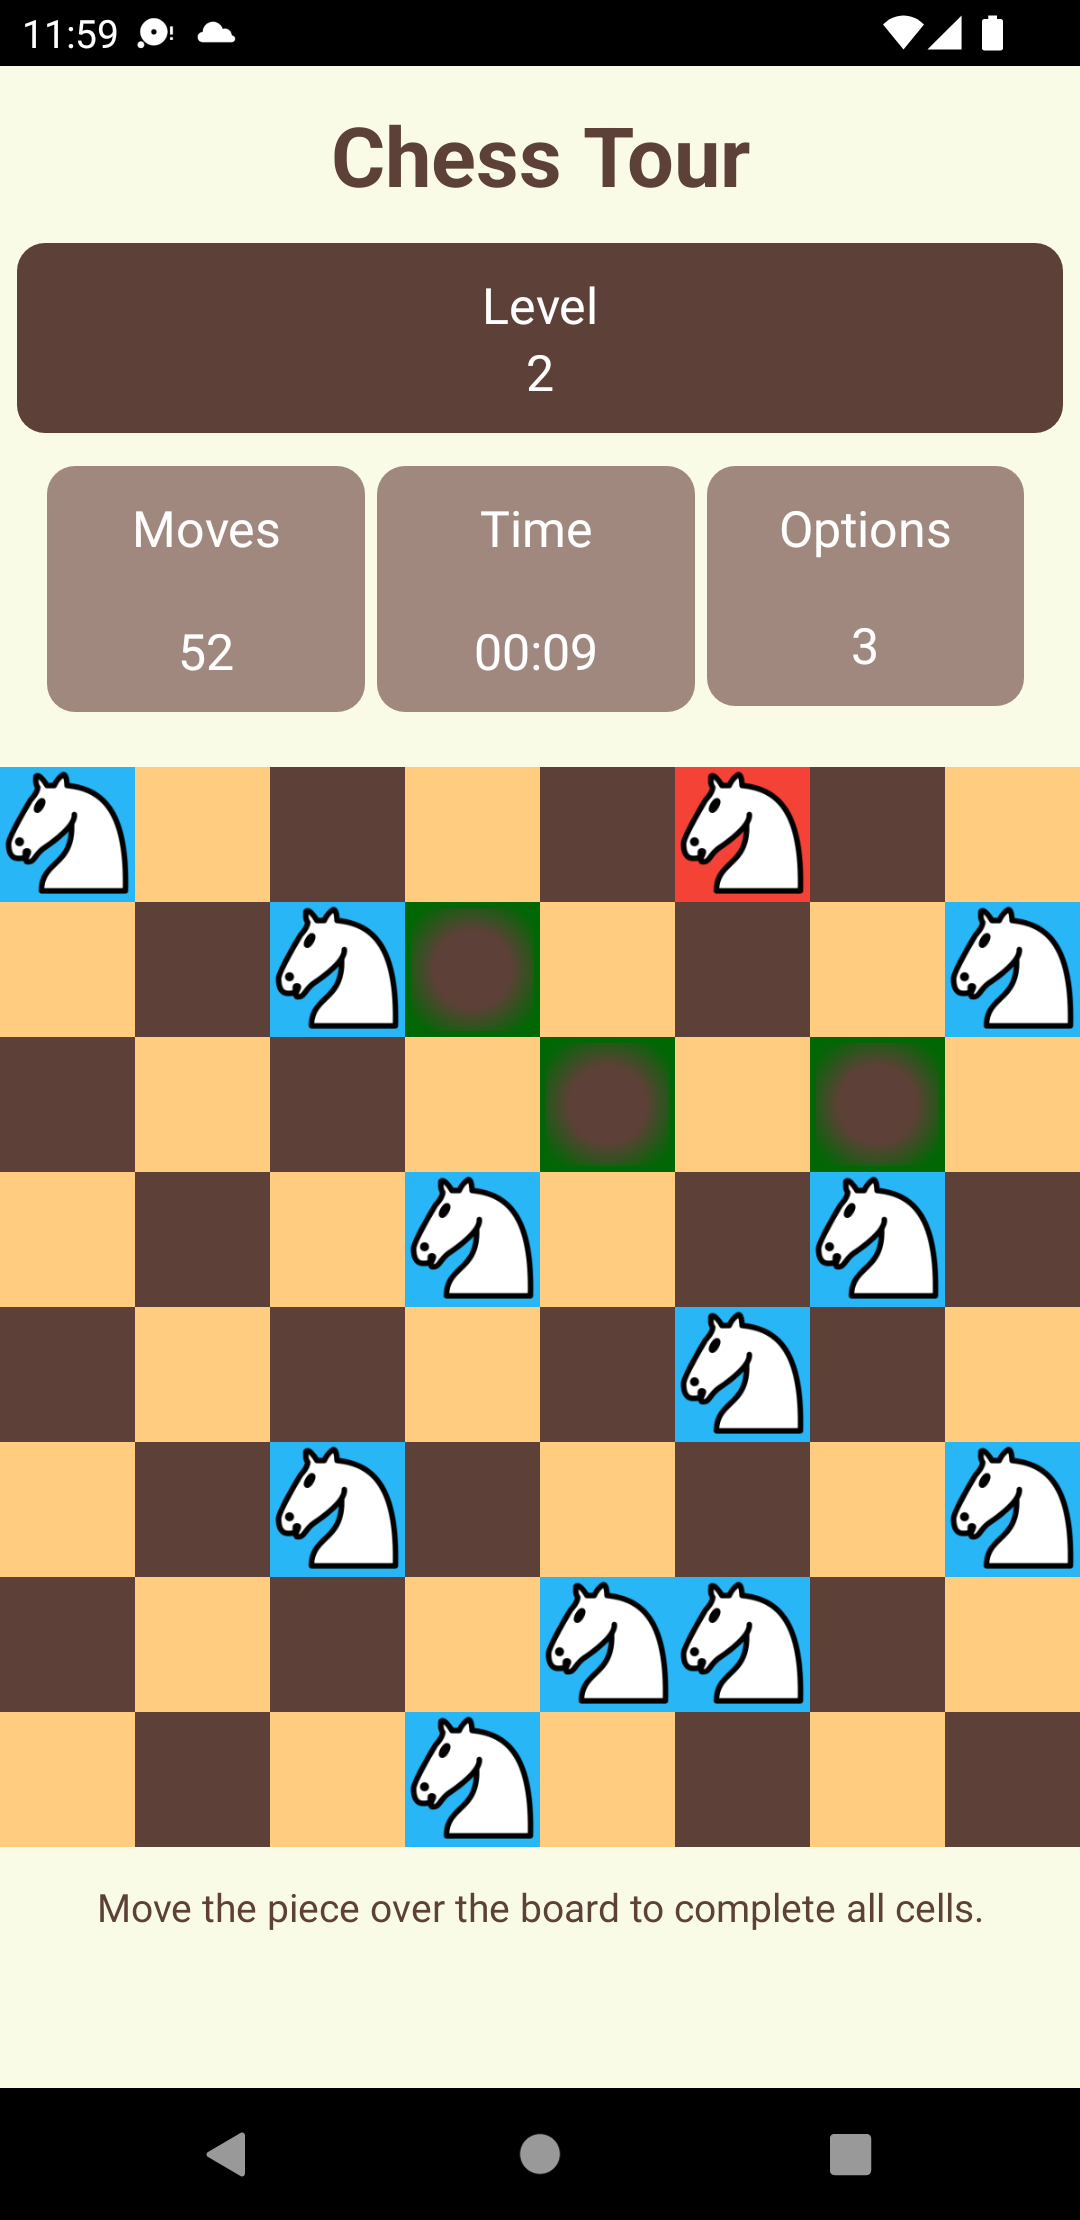 11:59
Chess Tour
Level
2
Moves
Time
Options
52
00:09
3
Move the piece over the board to complete all cells.